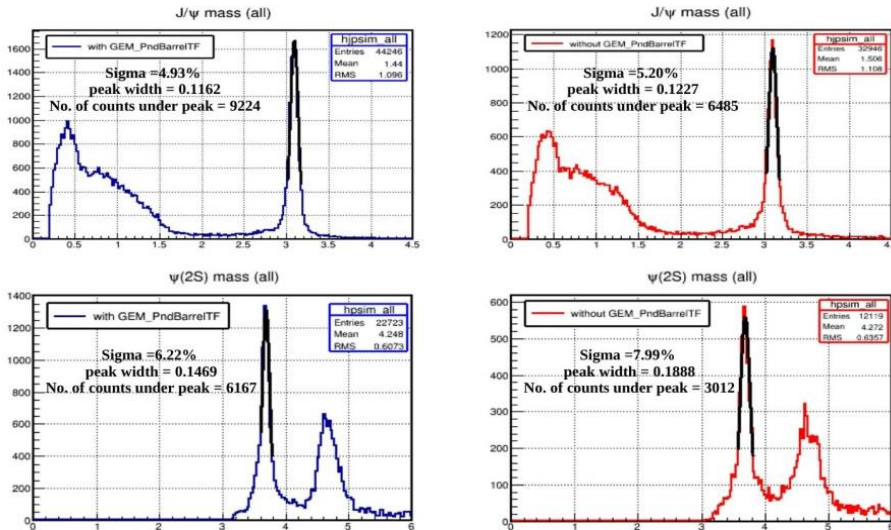 J/ψ mass (all)
with GEM_PndBarrelTF
hjpsim_all
Entries 44246
Mean 1.44
RMS 1.096
Sigma =4.93%
peak width = 0.1162
No. of counts under peak = 9224
1600
1400
1200
1000
800
600
400
200
0
0 0.5 1 1.5 2 2.5 3 3.5 4 4.5
J/ψ mass (all)
without GEM_PndBarrelTF
hjpsim_all
Entries 32946
Mean 1.506
RMS 1.108
Sigma =5.20%
peak width = 0.1227
No. of counts under peak = 6485
1200
1000
800
600
400
200
0
0 0.5 1 1.5 2 2.5 3 3.5 4 4.5
ψ(2S) mass (all)
with GEM_PndBarrelTF
hpsim_all
Entries 22723
Mean 4.248
RMS 0.6073
Sigma =6.22%
peak width = 0.1469
No. of counts under peak = 6167
1400
1200
1000
800
600
400
200
0
0 1 2 3 4 5 6
ψ(2S) mass (all)
without GEM_PndBarrelTF
hpsim_all
Entries 12119
Mean 4.272
RMS 0.6357
Sigma =7.99%
peak width = 0.1888
No. of counts under peak = 3012
600
500
400
300
200
100
0
0 1 2 3 4 5